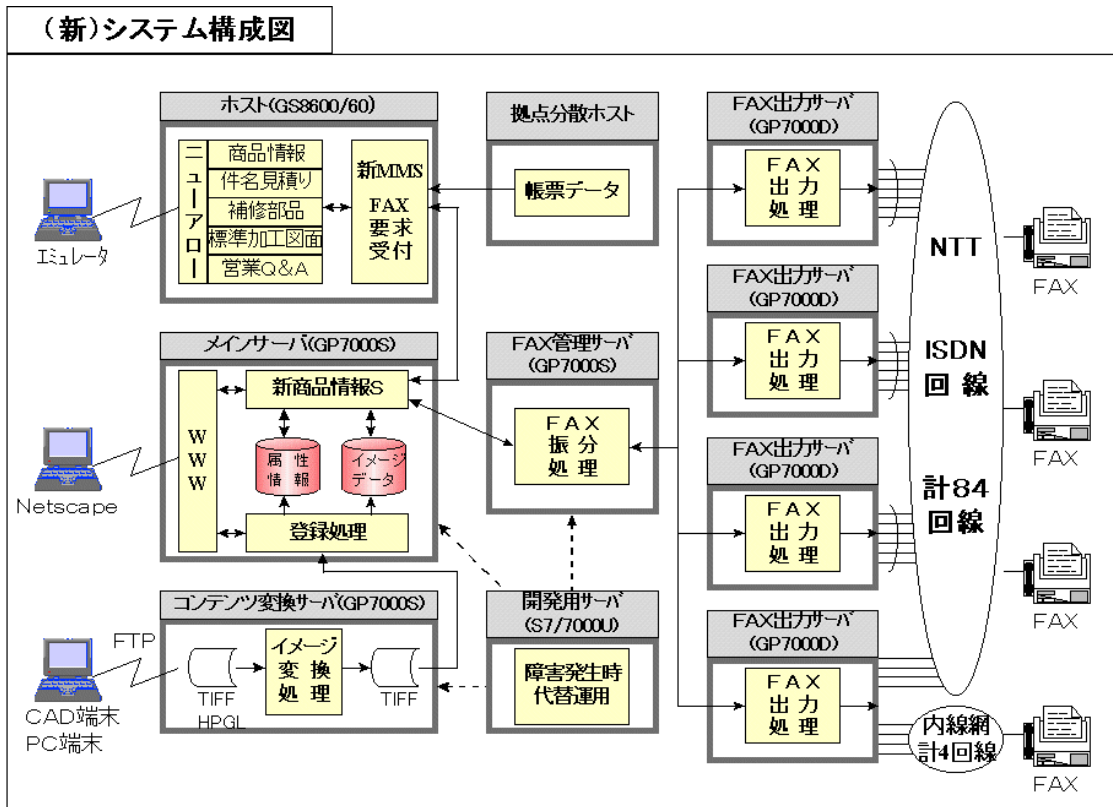 (新)システム構成図
ホスト(GS8600/60)
ニューアロー
商品情報
件名見積り
補修部品
標準加工図面
営業Q&A
新MMS
FAX
要求
受付
エミュレータ
拠点分散ホスト
帳票データ
メインサーバ(GP7000S)
WWW
新商品情報S
属性
情報
イメージ
データ
登録処理
Netscape
FAX管理サーバ
(GP7000S)
FAX
振分
処理
コンテンツ変換サーバ(GP7000S)
FTP
TIFF
HPGL
イメージ
変換
処理
TIFF
CAD端末
PC端末
開発用サーバ
(S7/7000U)
障害発生時
代替運用
FAX出力サーバ
(GP7000D)
FAX
出力
処理
FAX出力サーバ
(GP7000D)
FAX
出力
処理
FAX出力サーバ
(GP7000D)
FAX
出力
処理
FAX出力サーバ
(GP7000D)
FAX
出力
処理
NTT
ISDN
回線
計84
回線
内線網
計4回線
FAX
FAX
FAX
FAX